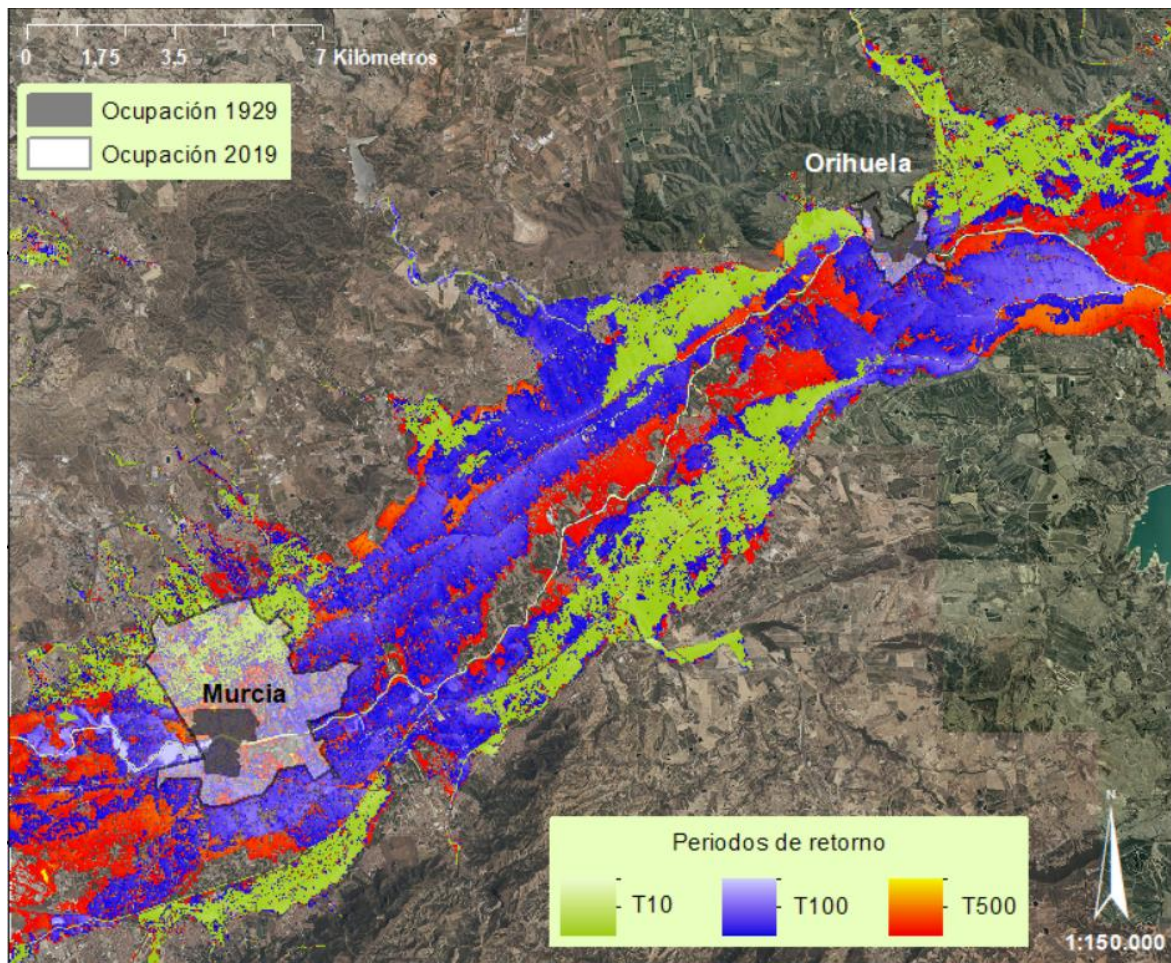 0 1,75 3,5 7 Kilómetros
Ocupación 1929
Ocupación 2019
Orihuela
Murcia
Periodos de retorno
T10 T100 T500
N
1:150.000